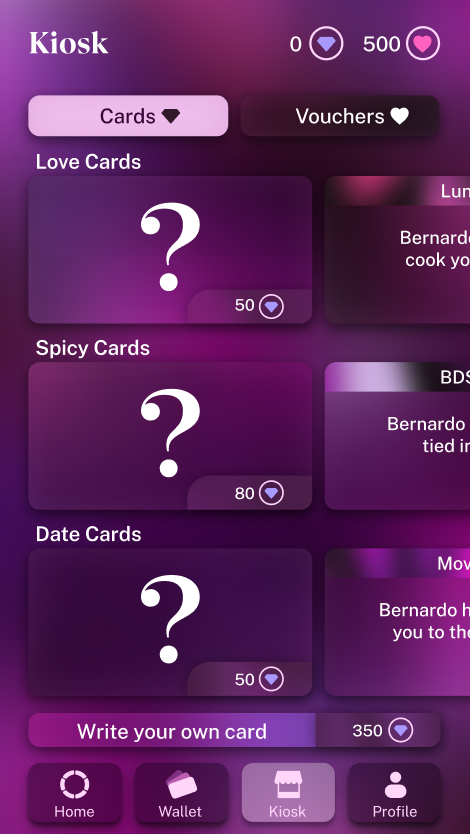 Kiosk
0
500
Cards
Vouchers
Love Cards
?
50
Bernardo
cook yo
Spicy Cards
?
80
BDS
Bernardo
tied in
Date Cards
?
50
Mov
Bernardo h
you to the
Write your own card
350
Home
Wallet
Kiosk
Profile